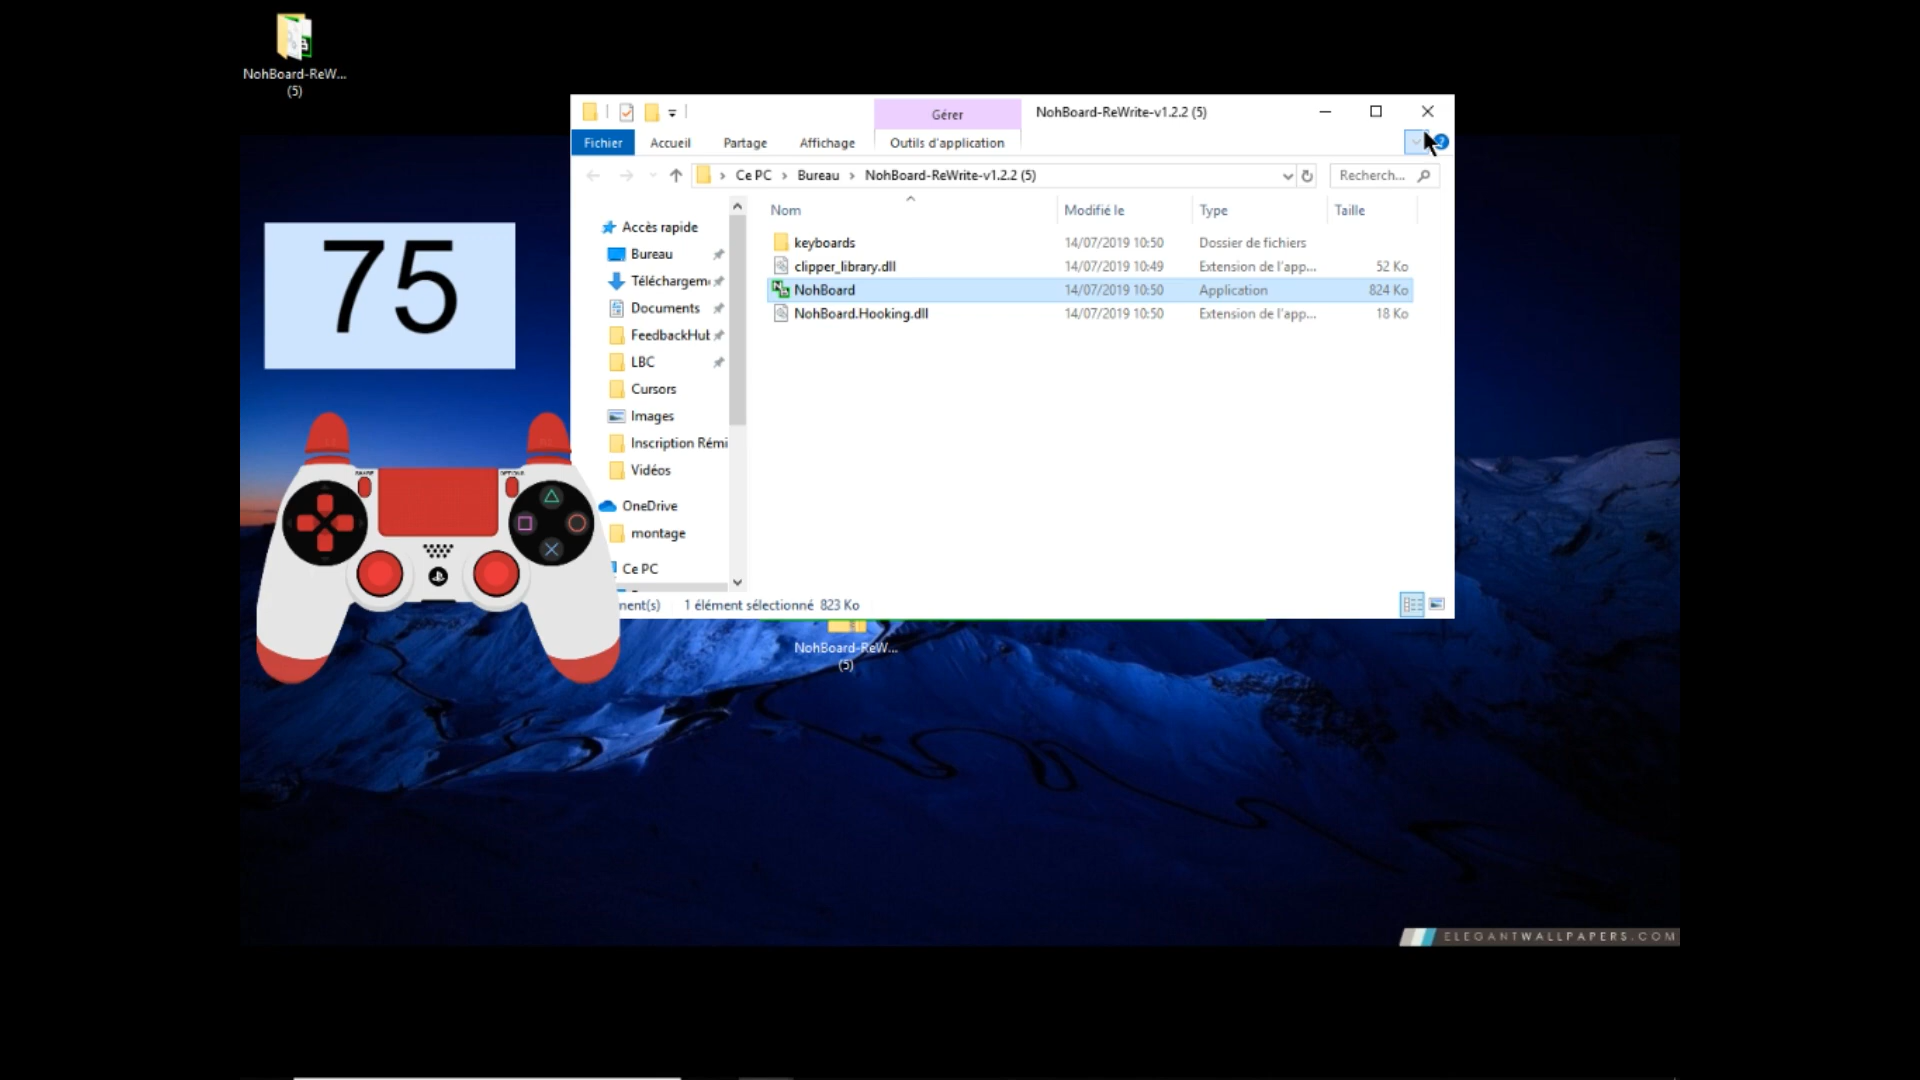 NohBoard-ReW...
(5)
Gérer
NohBoard-ReWrite-v1.2.2 (5)
Fichier
Accueil
Partage
Affichage
Outils d'application
Ce PC
Bureau
NohBoard-ReWrite-v1.2.2 (5)
Recherch...
Nom
Modifié le
Type
Taille
Accès rapide
Bureau
Téléchargem
Documents
FeedbackHub
LBC
Cursors
Images
Inscription Rémi
Vidéos
OneDrive
montage
Ce PC
keyboards 14/07/2019 10:50 Dossier de fichiers
clipper_library.dll 14/07/2019 10:49 Extension de l'app... 52 Ko
NohBoard 14/07/2019 10:50 Application 824 Ko
NohBoard.Hooking.dll 14/07/2019 10:50 Extension de l'app... 18 Ko
75
SHARE
OPTIONS
nent(s) 1 élément sélectionné 823 Ko
NohBoard-ReW...
(5)
ELEGANTWALLPAPERS.COM